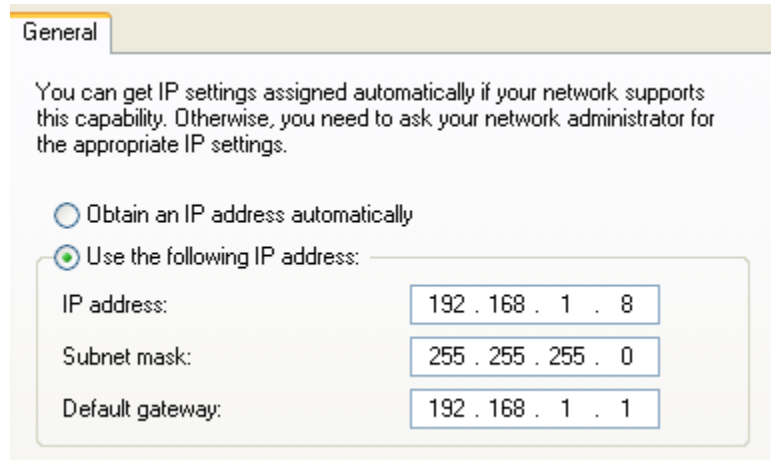 General
You can get IP settings assigned automatically if your network supports
this capability. Otherwise, you need to ask your network administrator for
the appropriate IP settings.
Obtain an IP address automatically
Use the following IP address:
IP address: 192 . 168 . 1 . 8
Subnet mask: 255 . 255 . 255 . 0
Default gateway: 192 . 168 . 1 . 1